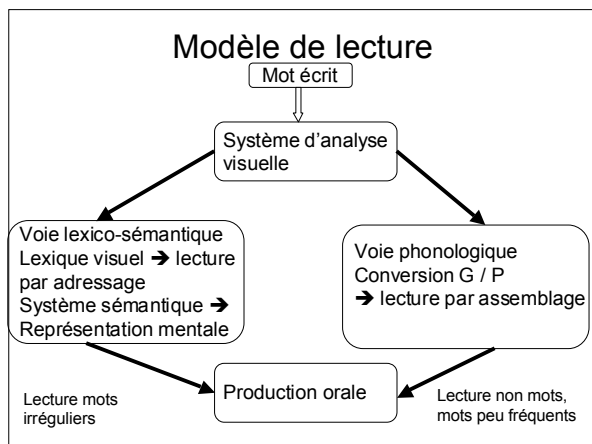 Modèle de lecture
Mot écrit
Système d'analyse
visuelle
Voie lexico-sémantique
Lexique visuel ➔ lecture
par adressage
Système sémantique ➔
Représentation mentale
Voie phonologique
Conversion G / P
➔ lecture par assemblage
Production orale
Lecture mots
irréguliers
Lecture non mots,
mots peu fréquents